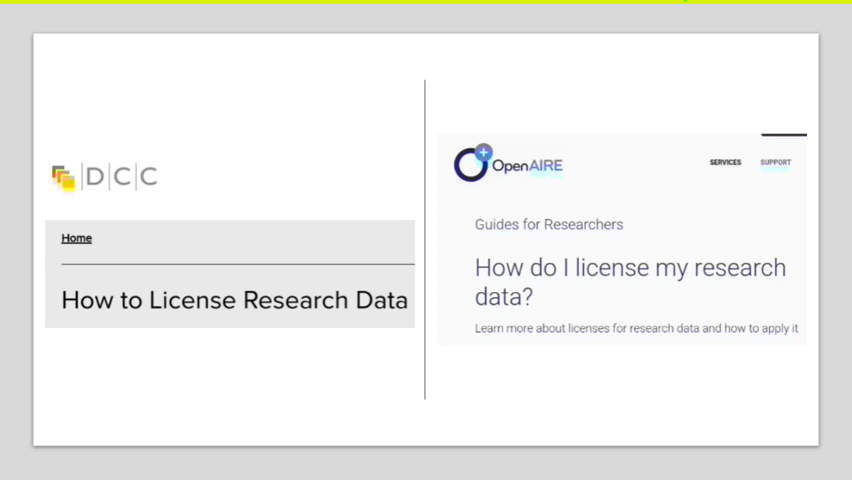 DCC
Home
How to License Research Data
OpenAIRE
SERVICES SUPPORT
Guides for Researchers
How do I license my research
data?
Learn more about licenses for research data and how to apply it